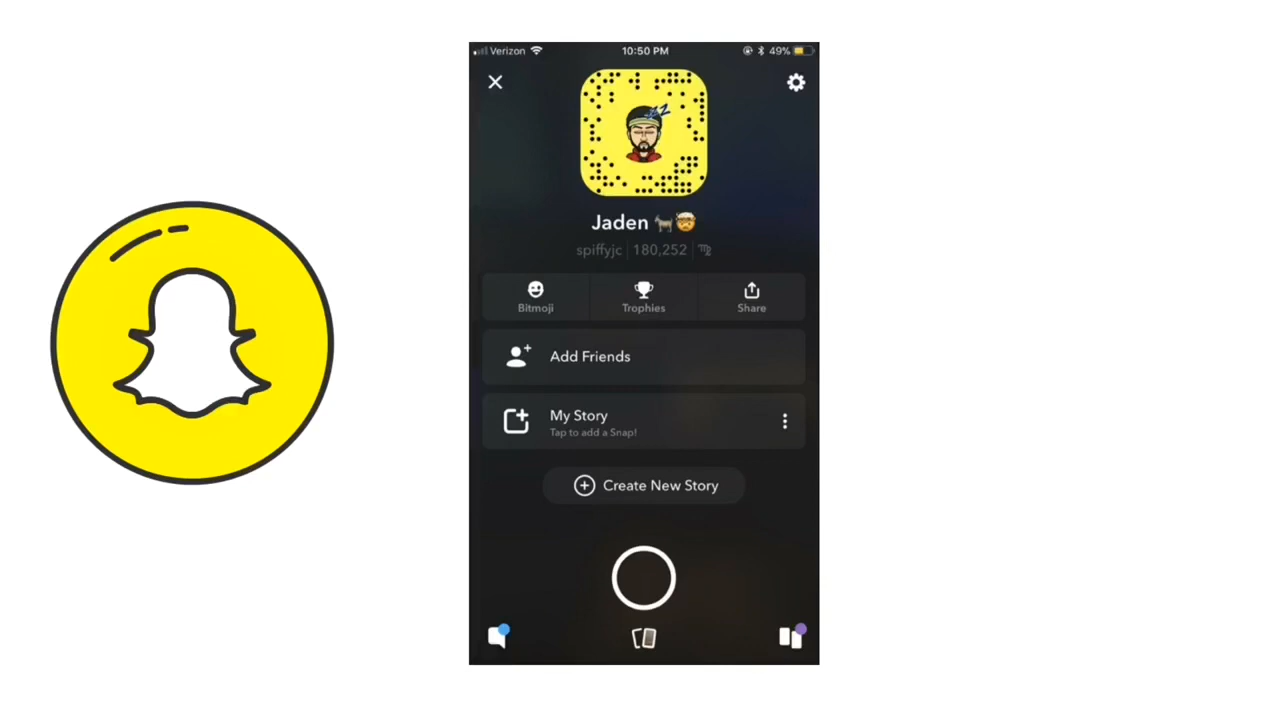 Verizon 10:50 PM 49%
Jaden 🐐🤯
spiffyjc | 180,252 | ♍
Bitmoji Trophies Share
Add Friends
My Story
Tap to add a Snap!
Create New Story